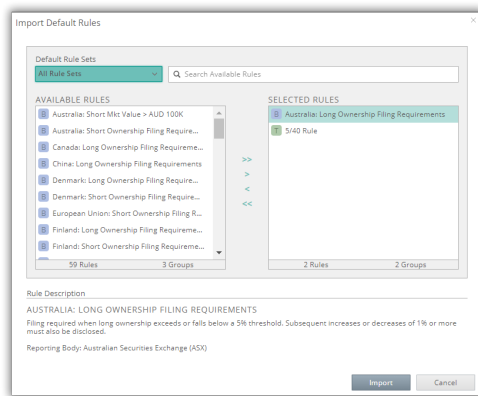 Import Default Rules
Default Rule Sets
All Rule Sets
Search Available Rules
AVAILABLE RULES
B Australia: Short Mkt Value > AUD 100K
B Australia: Short Ownership Filing Require...
B Canada: Long Ownership Filing Requireme...
B China: Long Ownership Filing Requirements
B Denmark: Long Ownership Filing Require...
B Denmark: Short Ownership Filing Require...
B European Union: Short Ownership Filing R...
B Finland: Long Ownership Filing Requireme...
B Finland: Short Ownership Filing Requireme...
59 Rules 3 Groups
>>
>
<
<<
SELECTED RULES
B Australia: Long Ownership Filing Requirements
T 5/40 Rule
2 Rules 2 Groups
Rule Description
AUSTRALIA: LONG OWNERSHIP FILING REQUIREMENTS
Filing required when long ownership exceeds or falls below a 5% threshold. Subsequent increases or decreases of 1% or more
must also be disclosed.
Reporting Body: Australian Securities Exchange (ASX)
Import Cancel